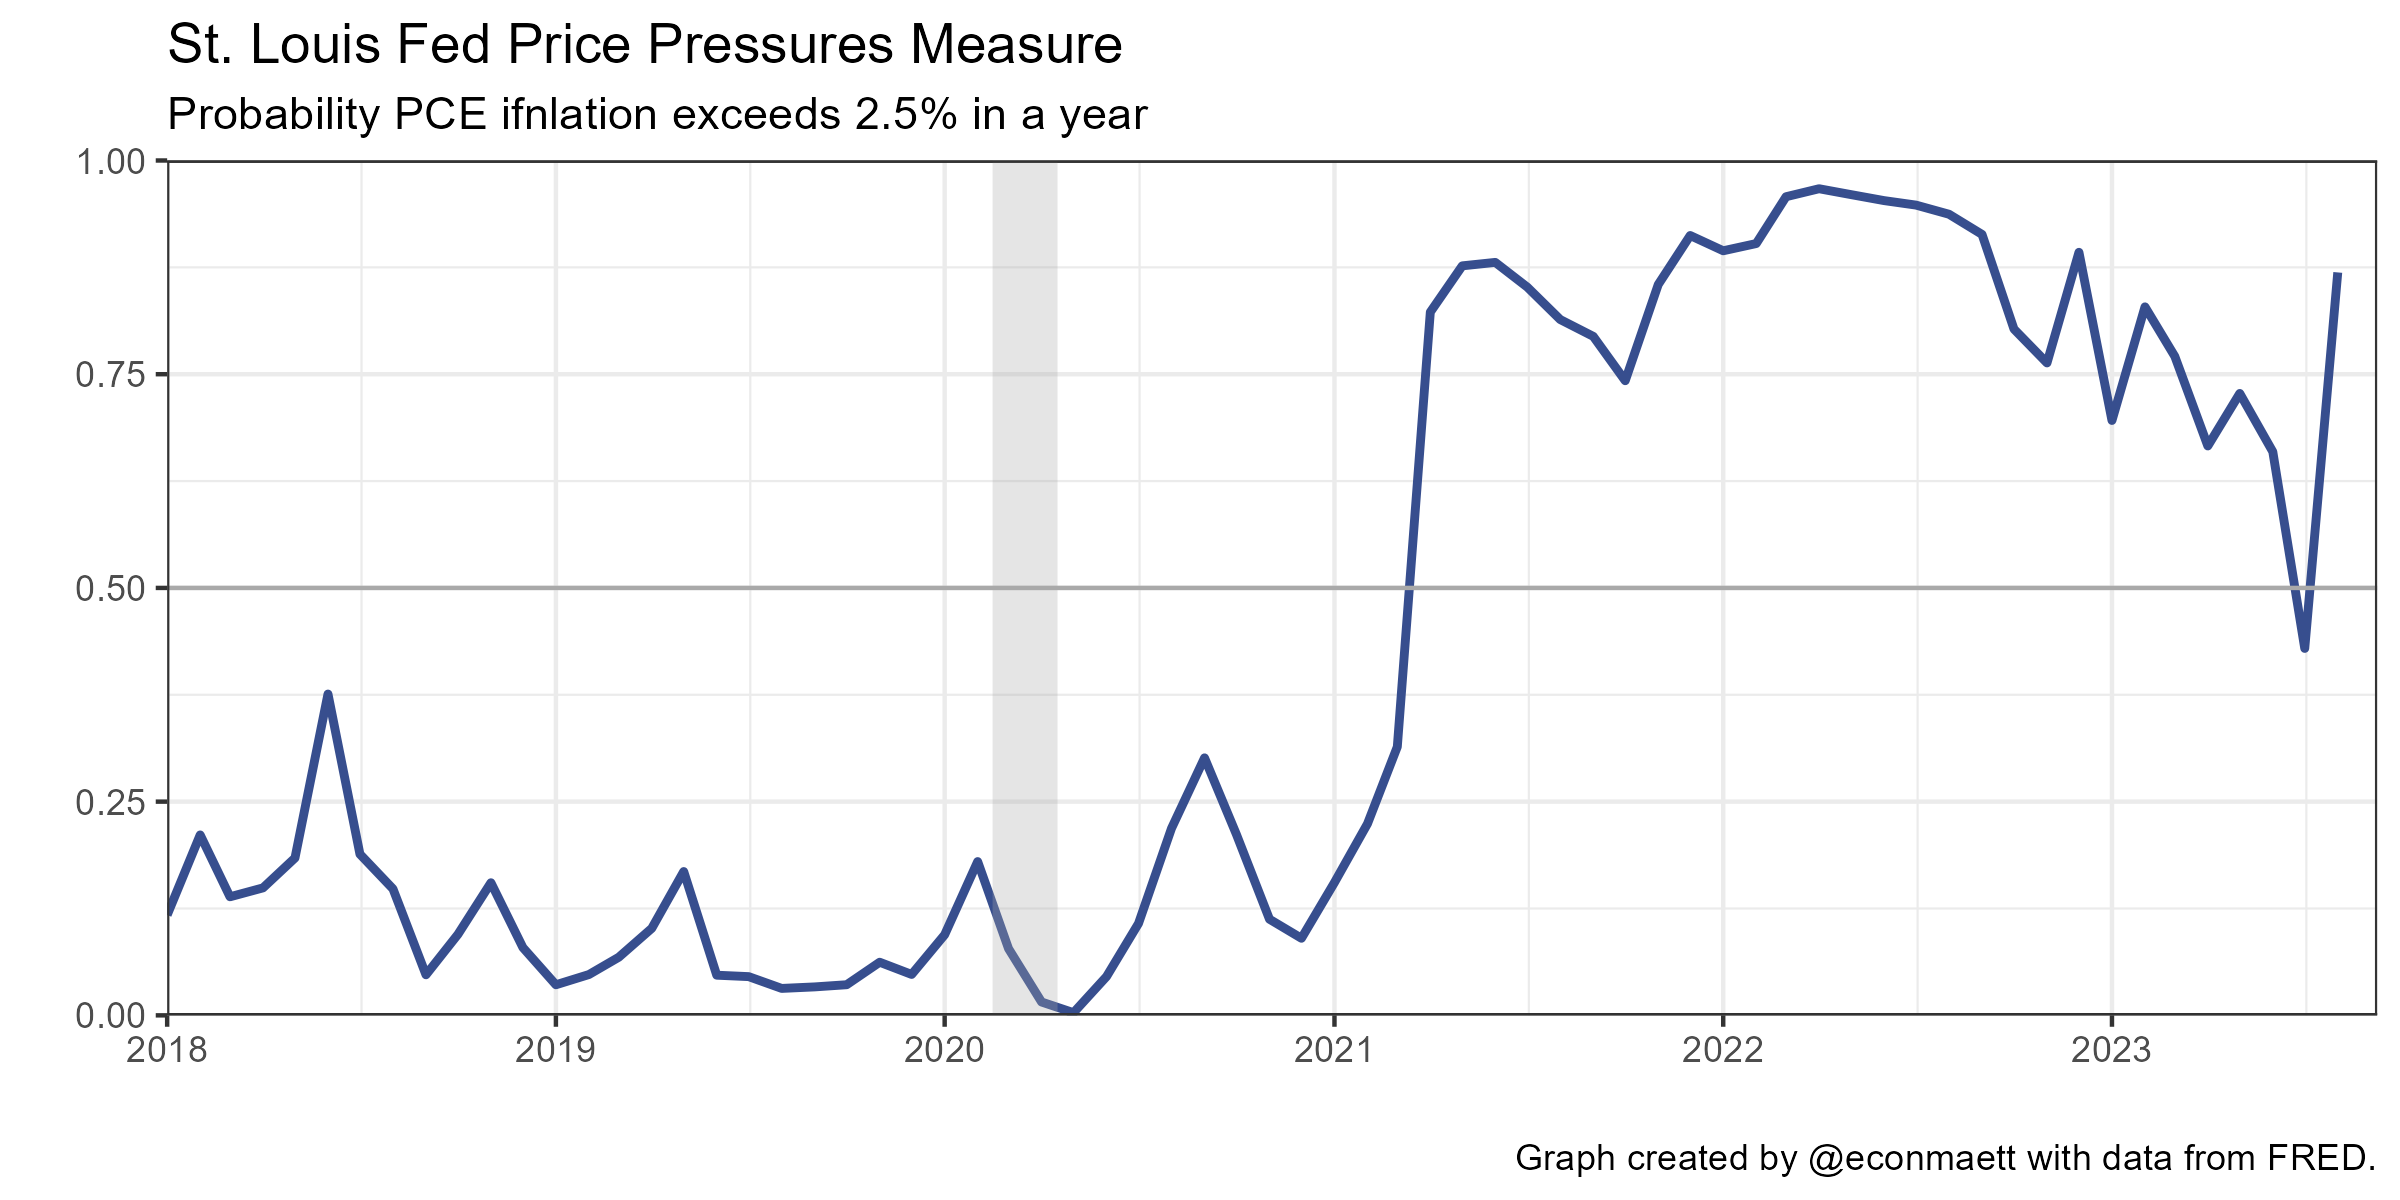 St. Louis Fed Price Pressures Measure
Probability PCE ifnlation exceeds 2.5% in a year
1.00
0.75
0.50
0.25
0.00
2018 2019 2020 2021 2022 2023
Graph created by @econmaett with data from FRED.